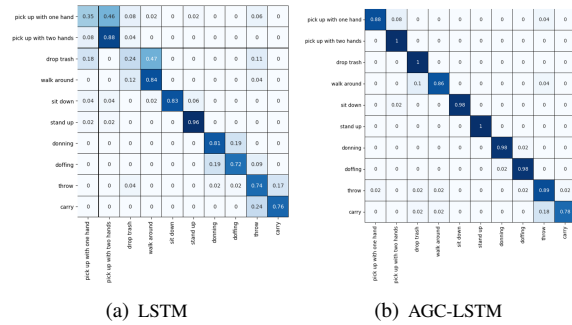 pick up with one hand 0.35 0.46 0.08 0.02 0 0.02 0 0 0.06 0
pick up with two hands 0.08 0.88 0.04 0 0 0 0 0 0 0
drop trash 0.18 0 0.24 0.47 0 0 0 0 0.11 0
walk around 0 0 0.12 0.84 0 0 0 0 0.04 0
sit down 0.04 0.04 0 0.02 0.83 0.06 0 0 0 0
stand up 0.02 0.02 0 0 0 0.96 0 0 0 0
donning 0 0 0 0 0 0 0.81 0.19 0 0
doffing 0 0 0 0 0 0 0.19 0.72 0.09 0
throw 0 0 0.04 0 0 0 0.02 0.02 0.74 0.17
carry 0 0 0 0 0 0 0 0 0.24 0.76
pick up with one hand
pick up with two hands
drop trash
walk around
sit down
stand up
donning
doffing
throw
carry
(a) LSTM
pick up with one hand 0.88 0.08 0 0 0 0 0 0 0.04 0
pick up with two hands 0 1 0 0 0 0 0 0 0 0
drop trash 0 0 1 0 0 0 0 0 0 0
walk around 0 0 0.1 0.86 0 0 0 0 0.04 0
sit down 0 0.02 0 0 0.98 0 0 0 0 0
stand up 0 0 0 0 0 1 0 0 0 0
donning 0 0 0 0 0 0 0.98 0.02 0 0
doffing 0 0 0 0 0 0 0.02 0.98 0 0
throw 0.02 0 0.02 0.02 0 0 0 0.02 0.89 0.02
carry 0 0 0.02 0.02 0 0 0 0 0.18 0.78
pick up with one hand
pick up with two hands
drop trash
walk around
sit down
stand up
donning
doffing
throw
carry
(b) AGC-LSTM